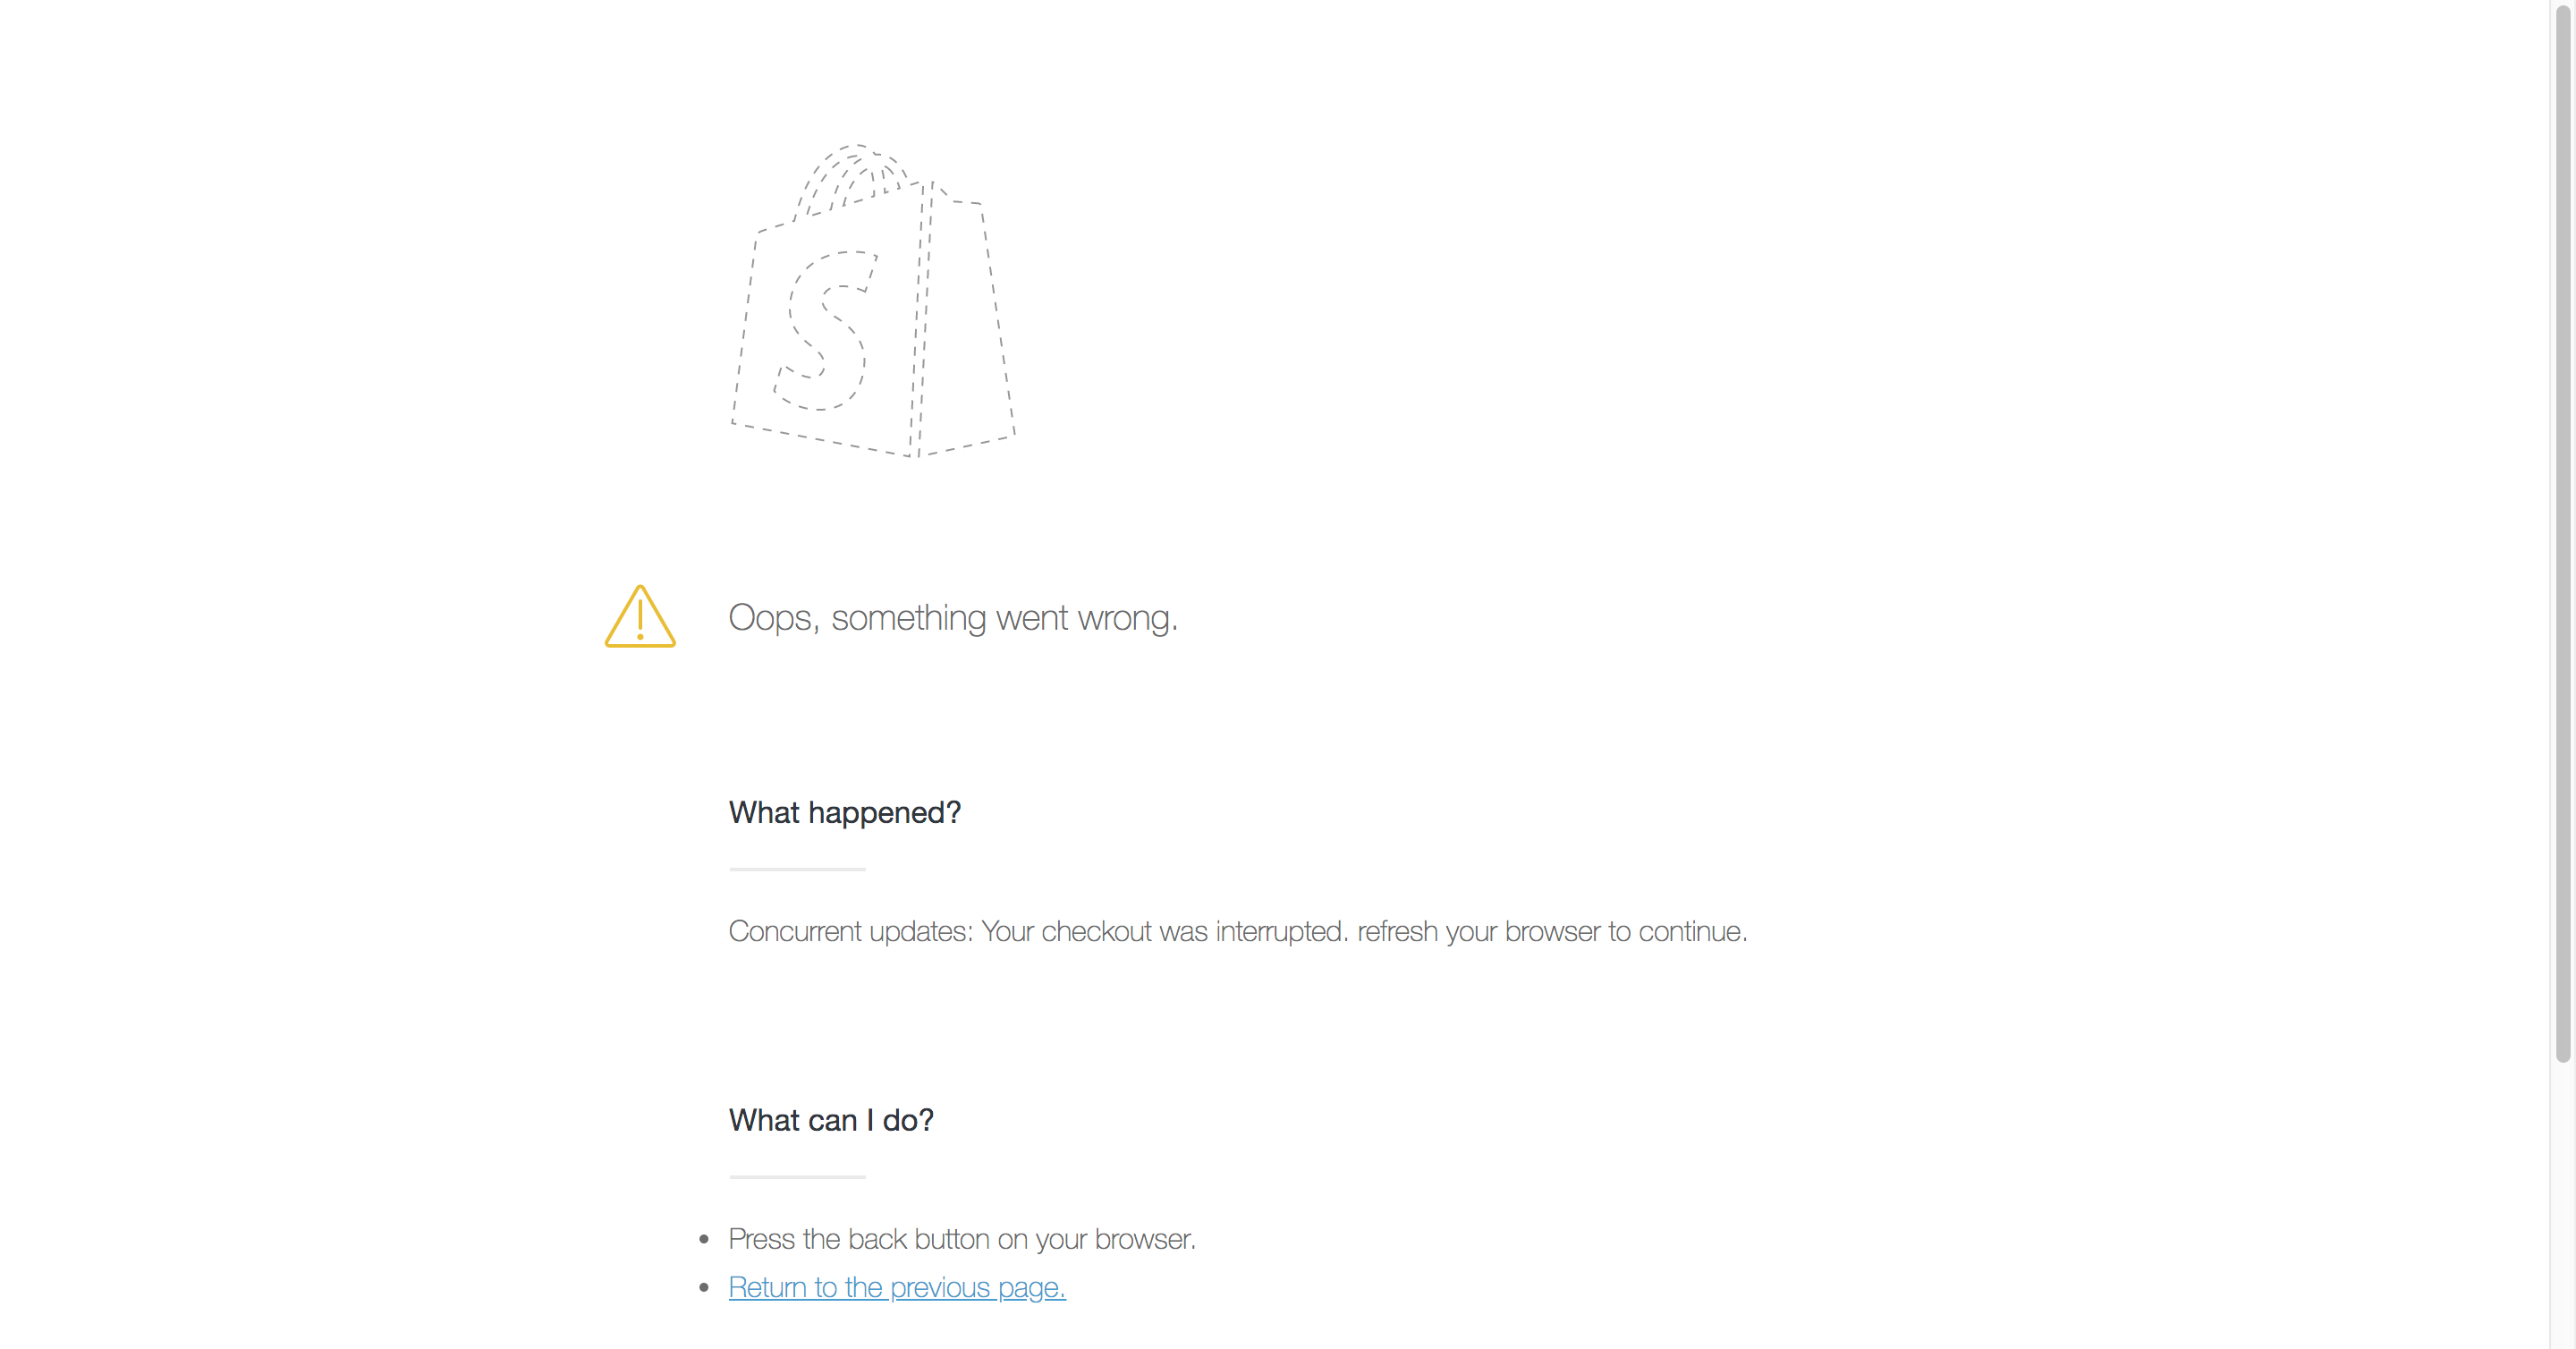 S
Oops, something went wrong.
What happened?
Concurrent updates: Your checkout was interrupted. refresh your browser to continue.
What can I do?
Press the back button on your browser.
Return to the previous page.